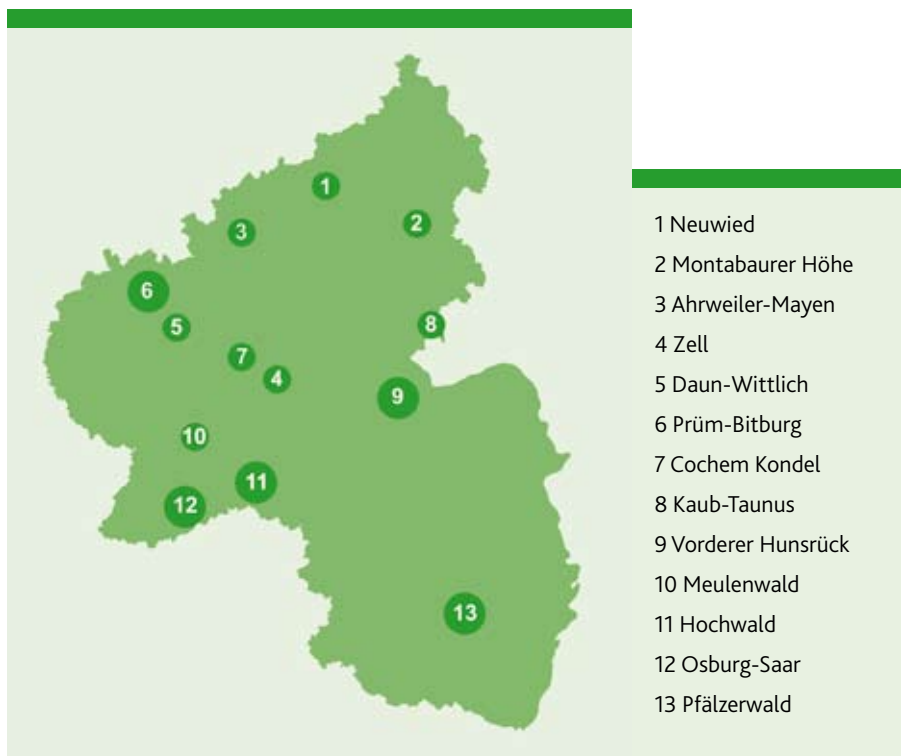 1
2
3
6
5
8
7
4
9
10
11
12
13
1 Neuwied
2 Montabaurer Höhe
3 Ahrweiler-Mayen
4 Zell
5 Daun-Wittlich
6 Prüm-Bitburg
7 Cochem Kondel
8 Kaub-Taunus
9 Vorderer Hunsrück
10 Meulenwald
11 Hochwald
12 Osburg-Saar
13 Pfälzerwald